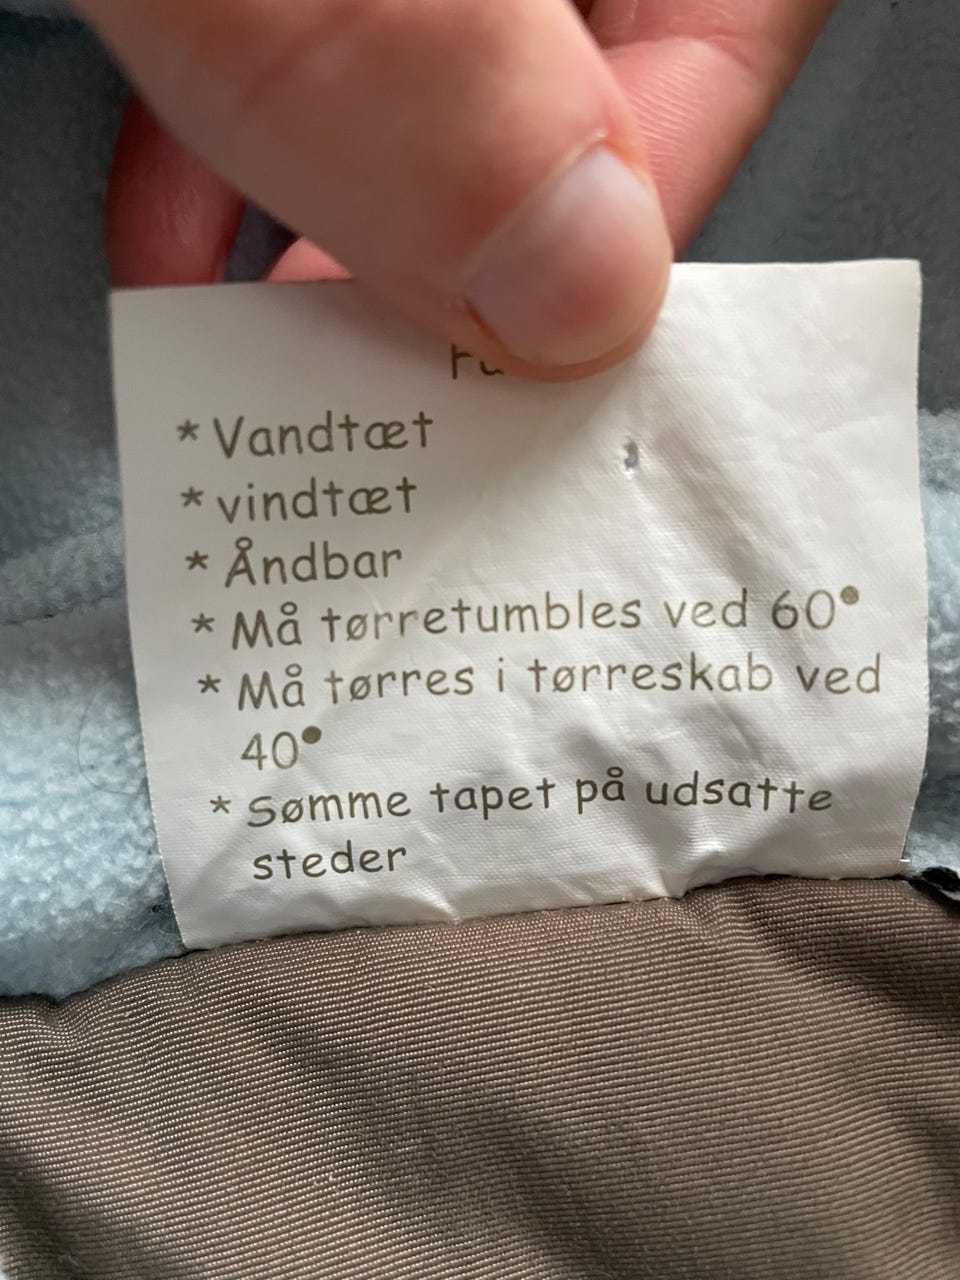 * Vandtæt
* vindtæt
* Åndbar
* Må tørretumbles ved 60°
* Må tørres i tørreskab ved
40°
* Sømme tapet på udsatte
steder